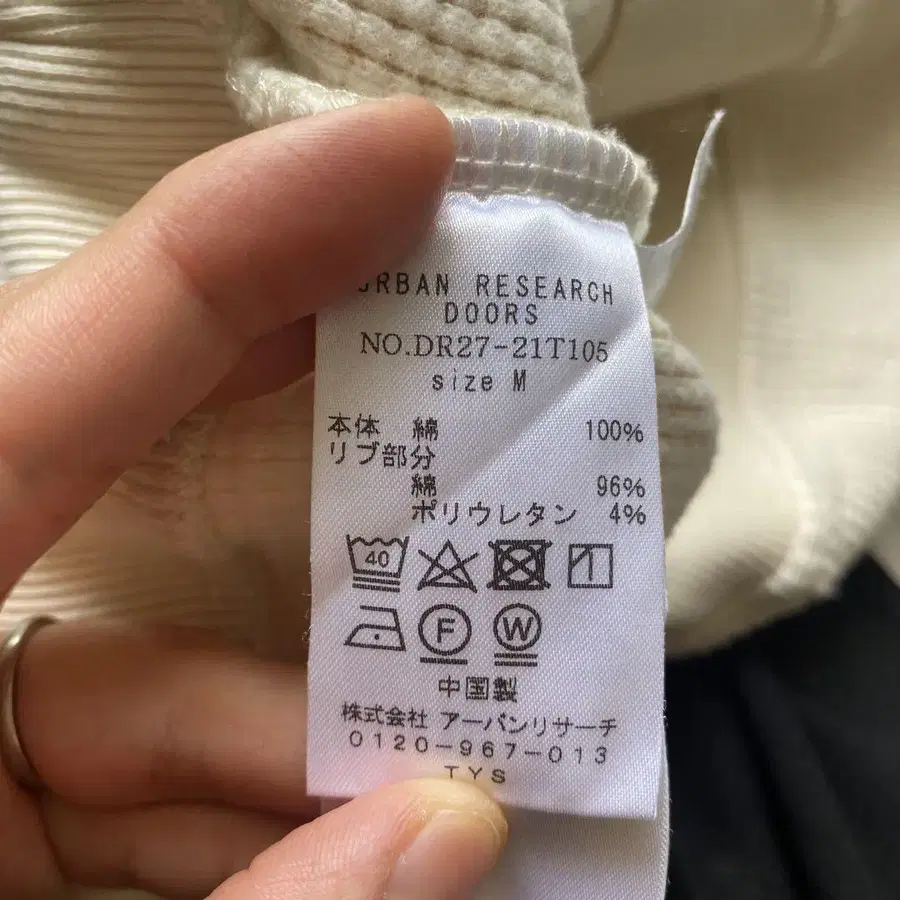 URBAN RESEARCH
DOORS
NO.DR27-21T105
size M
本体 綿 100%
リブ部分
綿 96%
ポリウレタン 4%
40
F W
中国製
株式会社 アーバンリサーチ
0120-967-013
TYS